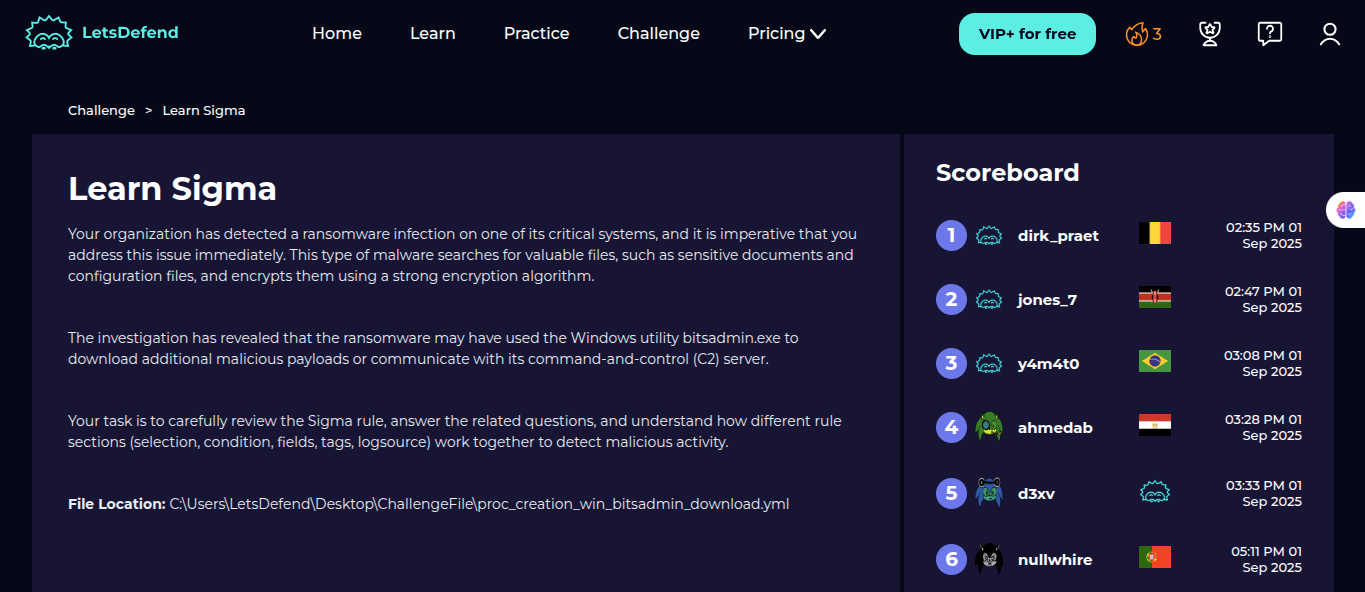 LetsDefend
Home
Learn
Practice
Challenge
Pricing
VIP+ for free
3
Challenge > Learn Sigma
Learn Sigma
Your organization has detected a ransomware infection on one of its critical systems, and it is imperative that you
address this issue immediately. This type of malware searches for valuable files, such as sensitive documents and
configuration files, and encrypts them using a strong encryption algorithm.
The investigation has revealed that the ransomware may have used the Windows utility bitsadmin.exe to
download additional malicious payloads or communicate with its command-and-control (C2) server.
Your task is to carefully review the Sigma rule, answer the related questions, and understand how different rule
sections (selection, condition, fields, tags, logsource) work together to detect malicious activity.
File Location: C:\Users\LetsDefend\Desktop\ChallengeFile\proc_creation_win_bitsadmin_download.yml
Scoreboard
1 dirk_praet 02:35 PM 01
Sep 2025
2 jones_7 02:47 PM 01
Sep 2025
3 y4m4t0 03:08 PM 01
Sep 2025
4 ahmedab 03:28 PM 01
Sep 2025
5 d3xv 03:33 PM 01
Sep 2025
6 nullwhire 05:11 PM 01
Sep 2025